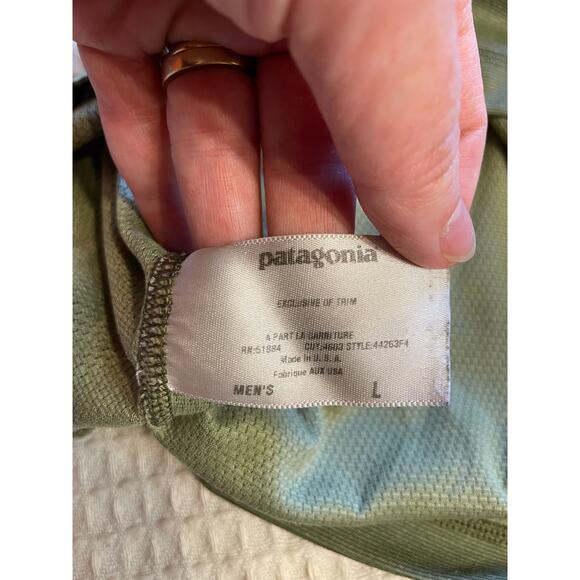 patagonia
EXCLUSIVE OF TRIM
A PART LA GARNITURE
RN:51884 CUT:4603 STYLE:44263F4
Made in U.S.A.
Fabrique AUX USA
MEN'S L